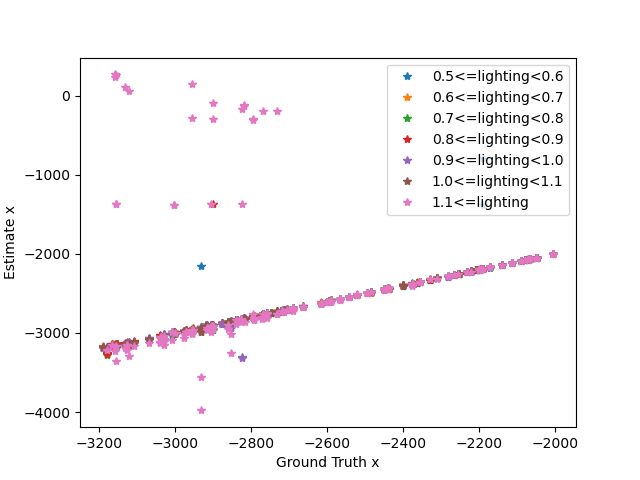 0
−1000
−2000
−3000
−4000
Estimate x
0.5<=lighting<0.6
0.6<=lighting<0.7
0.7<=lighting<0.8
0.8<=lighting<0.9
0.9<=lighting<1.0
1.0<=lighting<1.1
1.1<=lighting
−3200 −3000 −2800 −2600 −2400 −2200 −2000
Ground Truth x